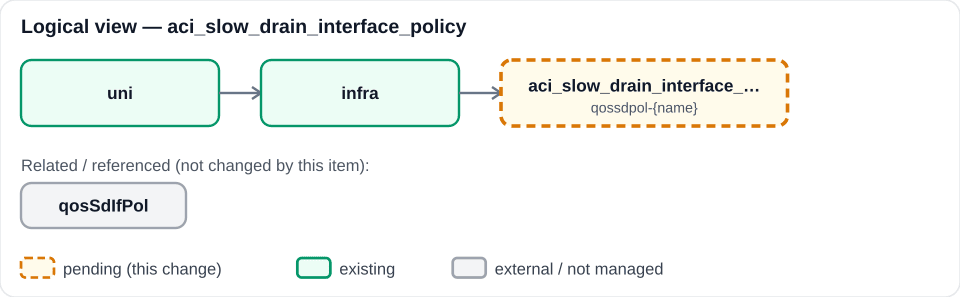 Logical view — aci_slow_drain_interface_policy
uni
infra
aci_slow_drain_interface_…
qossdpol-{name}
Related / referenced (not changed by this item):
qosSdIfPol
pending (this change)
existing
external / not managed